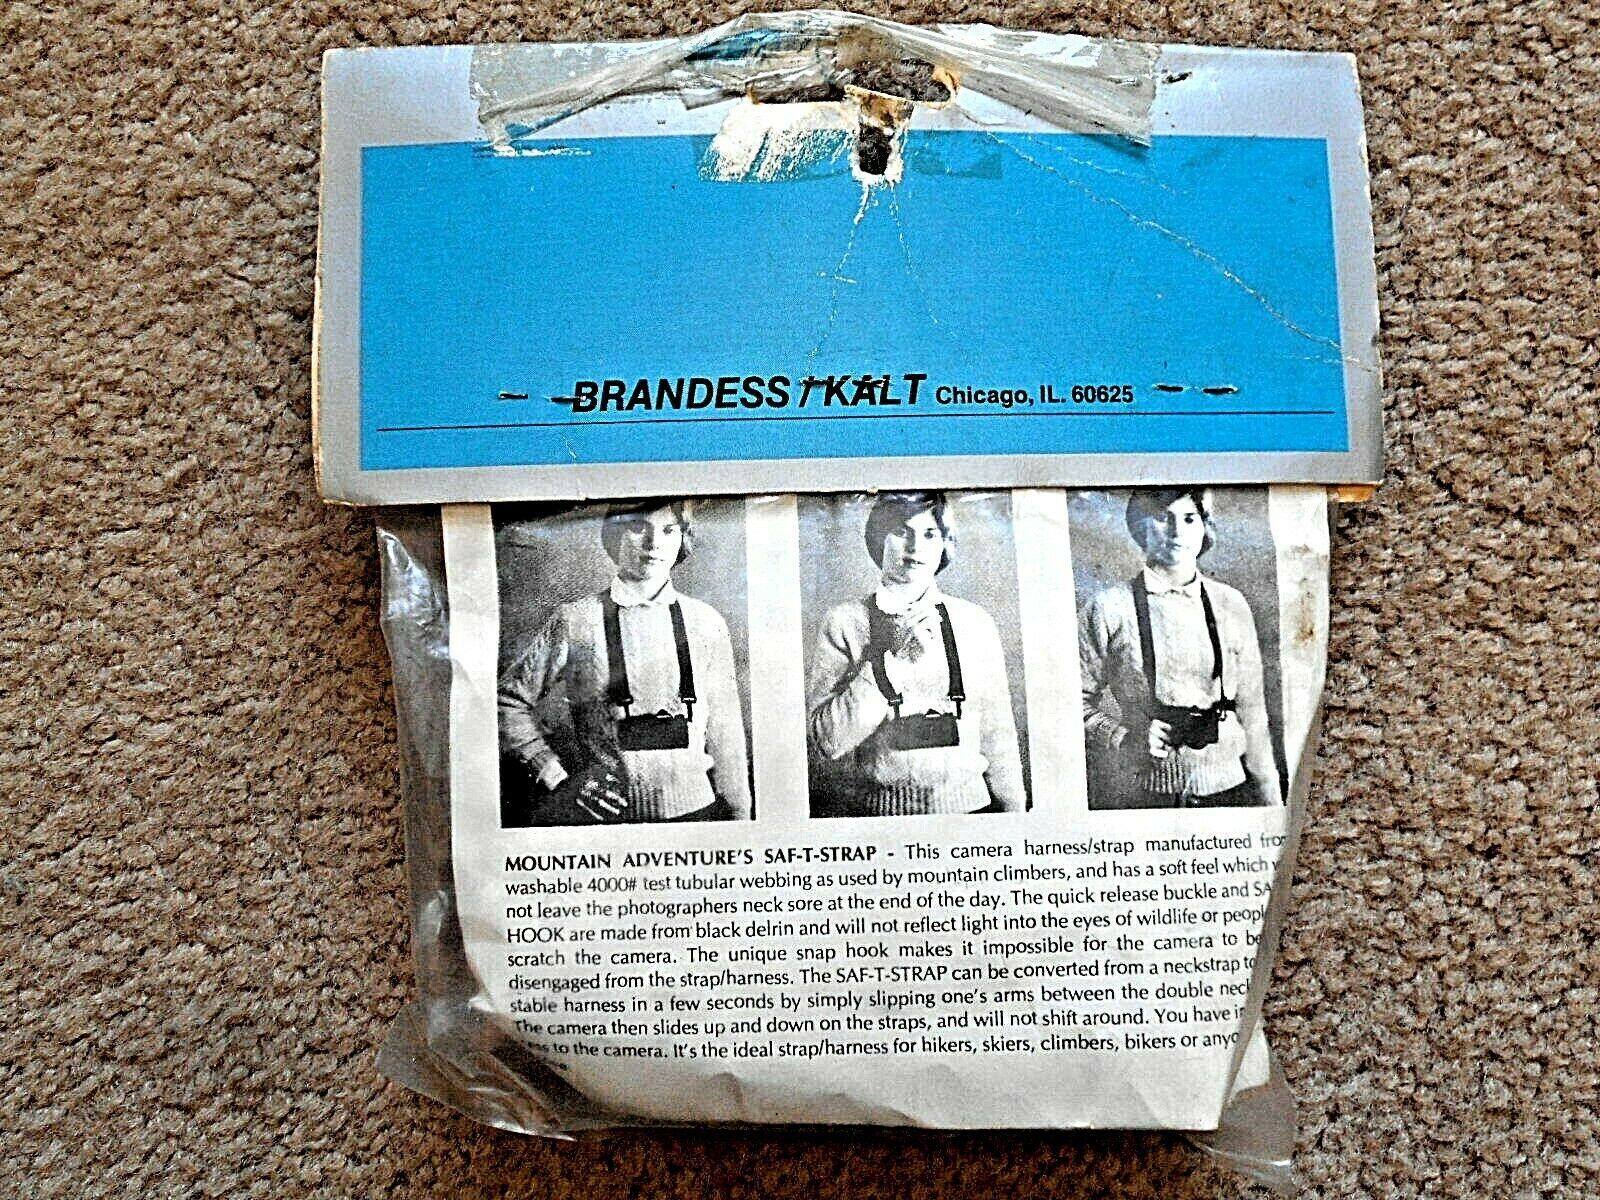 BRANDESS / KALT Chicago, IL. 60625
MOUNTAIN ADVENTURE'S SAF-T-STRAP - This camera harness/strap manufactured fro
washable 4000# test tubular webbing as used by mountain climbers, and has a soft feel which
not leave the photographers neck sore at the end of the day. The quick release buckle and SA
HOOK are made from black delrin and will not reflect light into the eyes of wildlife or peopl
scratch the camera. The unique snap hook makes it impossible for the camera to be
disengaged from the strap/harness. The SAF-T-STRAP can be converted from a neckstrap to
stable harness in a few seconds by simply slipping one's arms between the double neck
The camera then slides up and down on the straps, and will not shift around. You have
to the camera. It's the ideal strap/harness for hikers, skiers, climbers, bikers or anyo